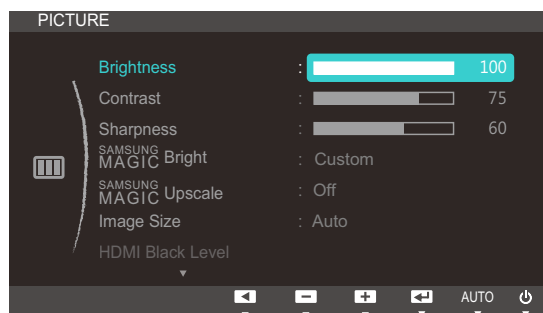 PICTURE
Brightness : 100
Contrast : 75
Sharpness : 60
SAMSUNG MAGIC Bright : Custom
SAMSUNG MAGIC Upscale : Off
Image Size : Auto
HDMI Black Level
AUTO